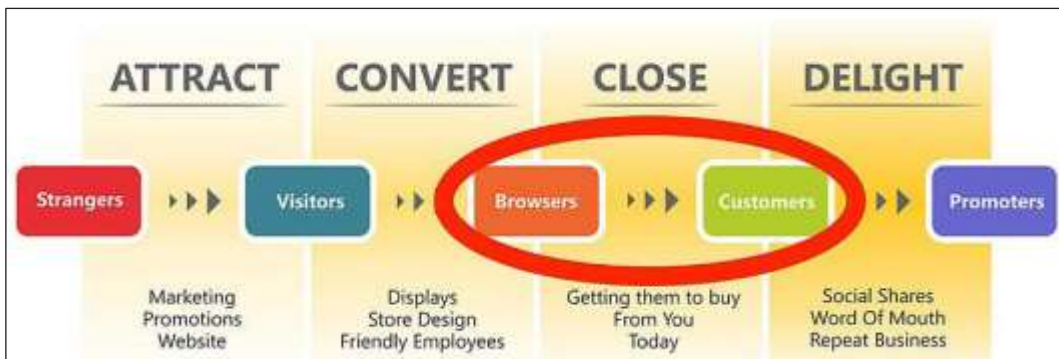 ATTRACT
CONVERT
CLOSE
DELIGHT
Strangers
Visitors
Browsers
Customers
Promoters
Marketing
Promotions
Website
Displays
Store Design
Friendly Employees
Getting them to buy
From You
Today
Social Shares
Word Of Mouth
Repeat Business